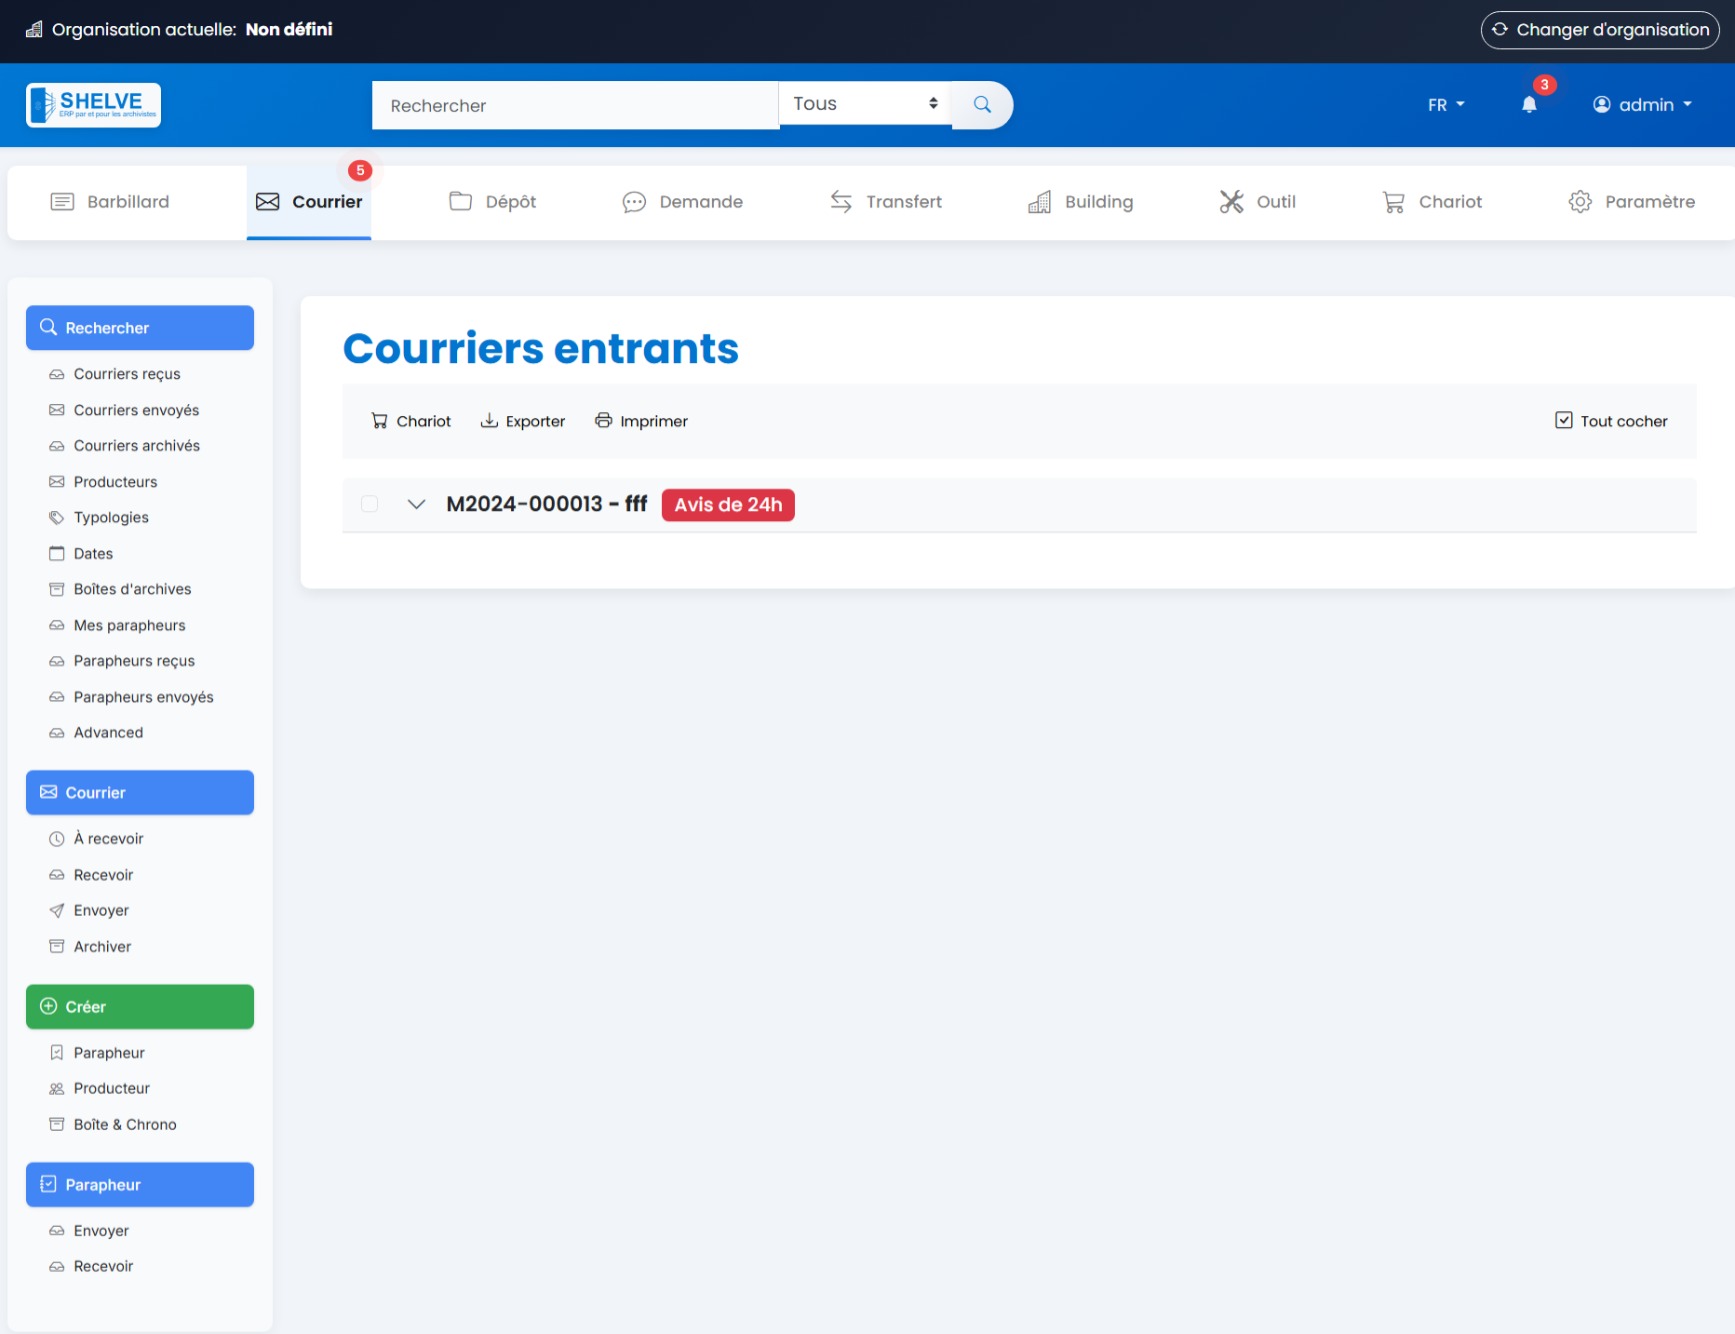 Organisation actuelle: Non défini
Changer d'organisation
SHELVE
ERP par et pour les archivistes
Rechercher
Tous
FR
3
admin
Barbillard
Courrier
5
Dépôt
Demande
Transfert
Building
Outil
Chariot
Paramètre
Rechercher
Courriers reçus
Courriers envoyés
Courriers archivés
Producteurs
Typologies
Dates
Boîtes d'archives
Mes parapheurs
Parapheurs reçus
Parapheurs envoyés
Advanced
Courrier
À recevoir
Recevoir
Envoyer
Archiver
Créer
Parapheur
Producteur
Boîte & Chrono
Parapheur
Envoyer
Recevoir
Courriers entrants
Chariot Exporter Imprimer Tout cocher
M2024-000013 - fff Avis de 24h